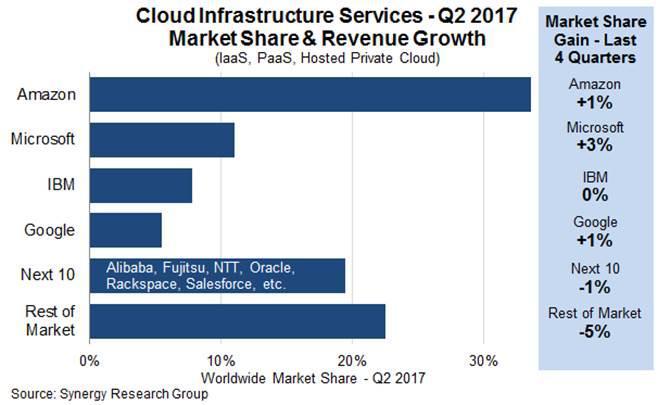 Cloud Infrastructure Services - Q2 2017
Market Share & Revenue Growth
(IaaS, PaaS, Hosted Private Cloud)
Amazon
Microsoft
IBM
Google
Next 10
Alibaba, Fujitsu, NTT, Oracle,
Rackspace, Salesforce, etc.
Rest of
Market
0%
10%
20%
30%
Worldwide Market Share - Q2 2017
Source: Synergy Research Group
Market Share
Gain - Last
4 Quarters
Amazon
+1%
Microsoft
+3%
IBM
0%
Google
+1%
Next 10
-1%
Rest of Market
-5%